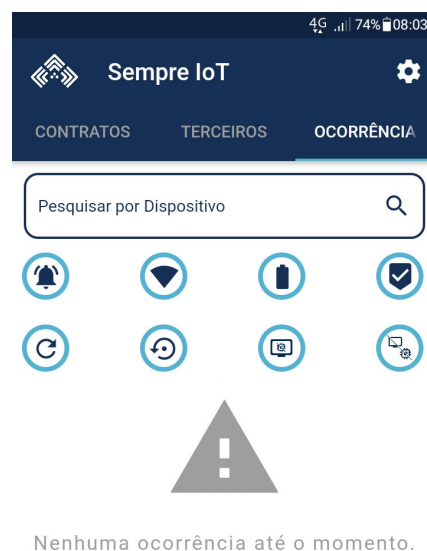 4G 74% 08:03
Sempre IoT
CONTRATOS TERCEIROS OCORRÊNCIA
Pesquisar por Dispositivo
Nenhuma ocorrência até o momento.